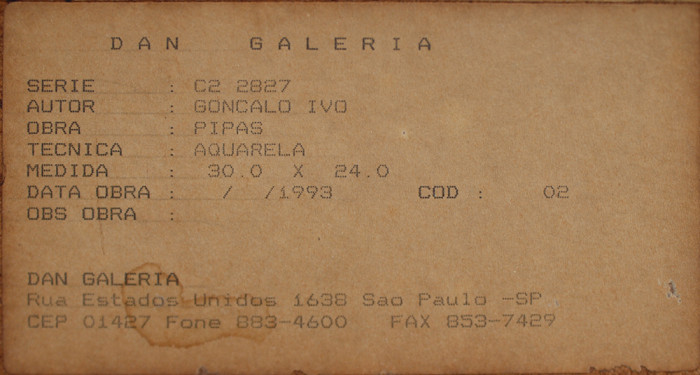 DAN GALERIA
SERIE : C2 2827
AUTOR : GONCALO IVO
OBRA : PIPAS
TECNICA : AQUARELA
MEDIDA : 30.0 X 24.0
DATA OBRA : / /1993 COD : 02
OBS OBRA :
DAN GALERIA
Rua Estados Unidos 1638 Sao Paulo -SP
CEP 01427 Fone 883-4600 FAX 853-7429